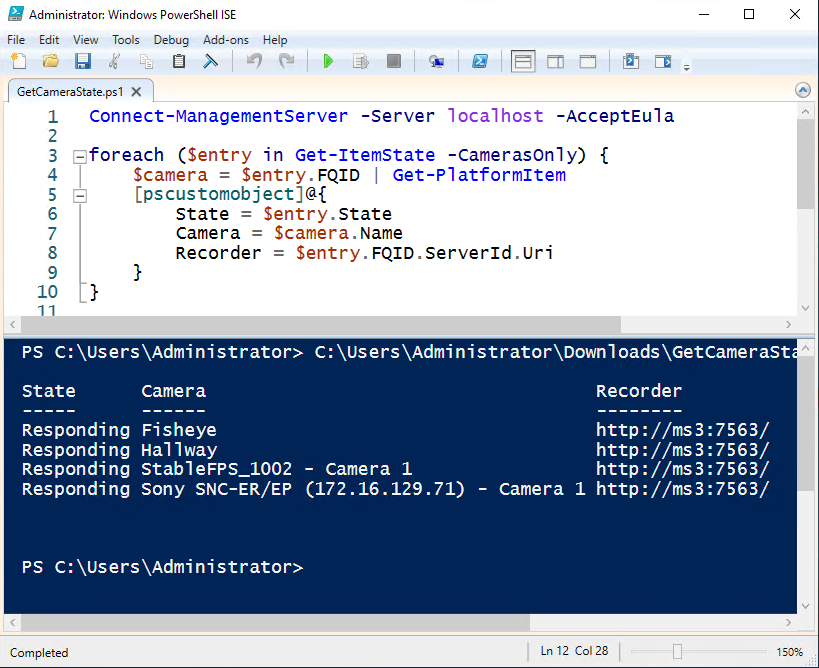 Administrator: Windows PowerShell ISE
File Edit View Tools Debug Add-ons Help
GetCameraState.ps1
1 Connect-ManagementServer -Server localhost -AcceptEula
2
3 foreach ($entry in Get-ItemState -CamerasOnly) {
4 $camera = $entry.FQID | Get-PlatformItem
5 [pscustomobject]@{
6 State = $entry.State
7 Camera = $camera.Name
8 Recorder = $entry.FQID.ServerId.Uri
9 }
10 }
11
PS C:\Users\Administrator> C:\Users\Administrator\Downloads\GetCameraSta
State Camera Recorder
----- ------ --------
Responding Fisheye http://ms3:7563/
Responding Hallway http://ms3:7563/
Responding StableFPS_1002 - Camera 1 http://ms3:7563/
Responding Sony SNC-ER/EP (172.16.129.71) - Camera 1 http://ms3:7563/
PS C:\Users\Administrator>
Completed Ln 12 Col 28 150%